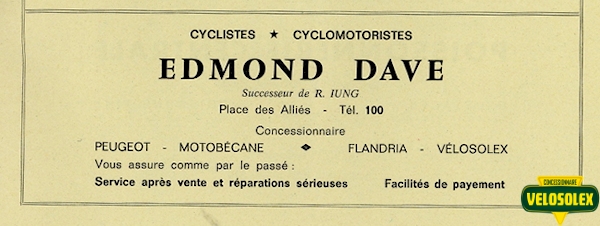 CYCLISTES ★ CYCLOMOTORISTES
EDMOND DAVE
Successeur de R. IUNG
Place des Alliés - Tél. 100
Concessionnaire
PEUGEOT - MOTOBÉCANE ◆ FLANDRIA - VÉLOSOLEX
Vous assure comme par le passé :
Service après vente et réparations sérieuses Facilités de payement
CONCESSIONNAIRE
VELOSOLEX